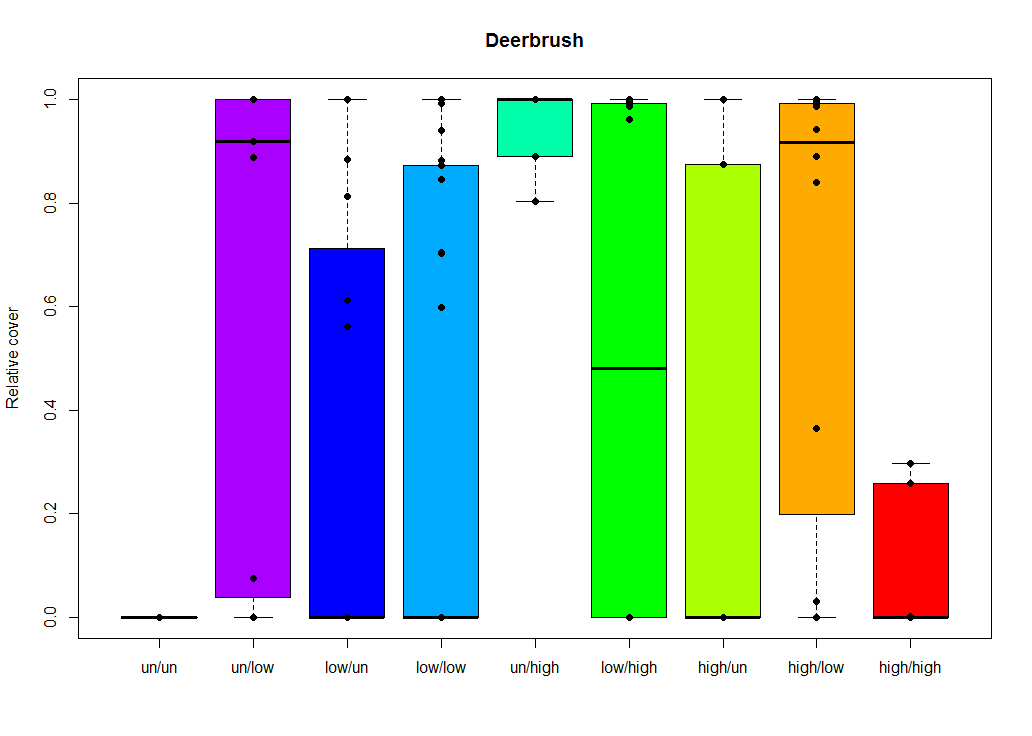 Deerbrush
Relative cover
1.0
0.8
0.6
0.4
0.2
0.0
un/un un/low low/un low/low un/high low/high high/un high/low high/high